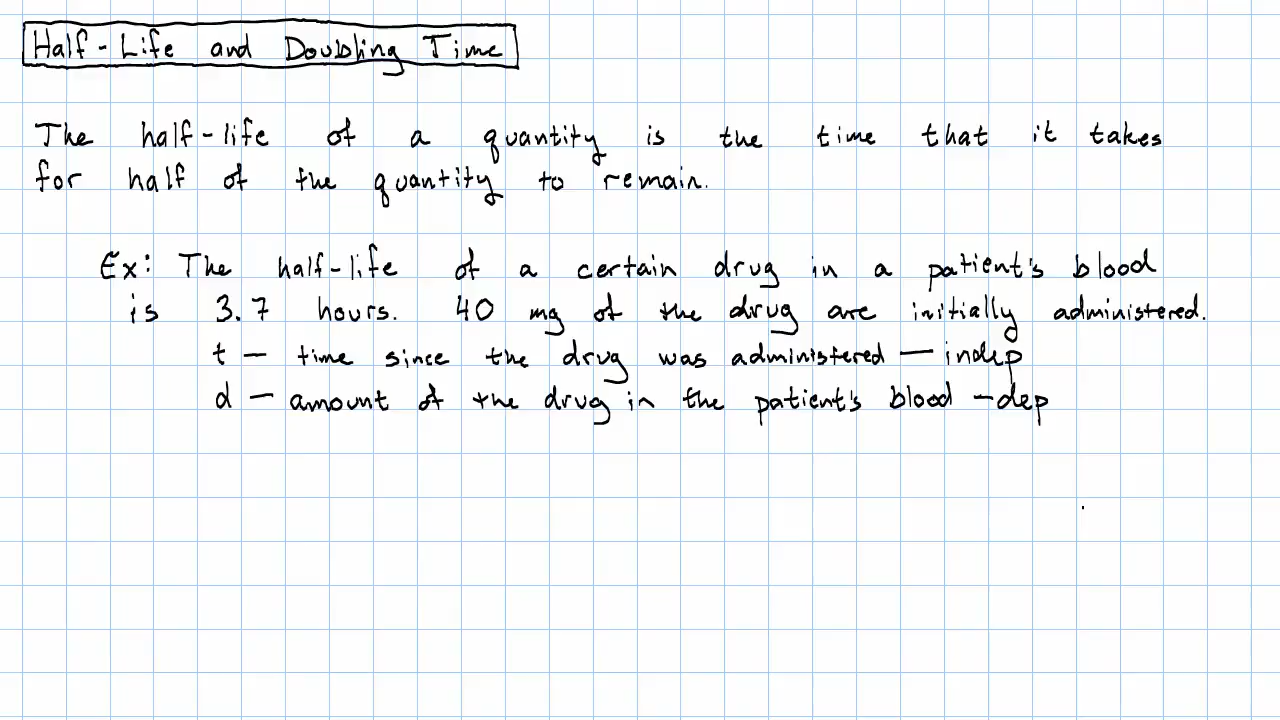 Half-Life and Doubling Time
The half-life of a quantity is the time that it takes
for half of the quantity to remain.
Ex: The half-life of a certain drug in a patient's blood
is 3.7 hours. 40 mg of the drug are initially administered.
t — time since the drug was administered — indep
d — amount of the drug in the patient's blood — dep